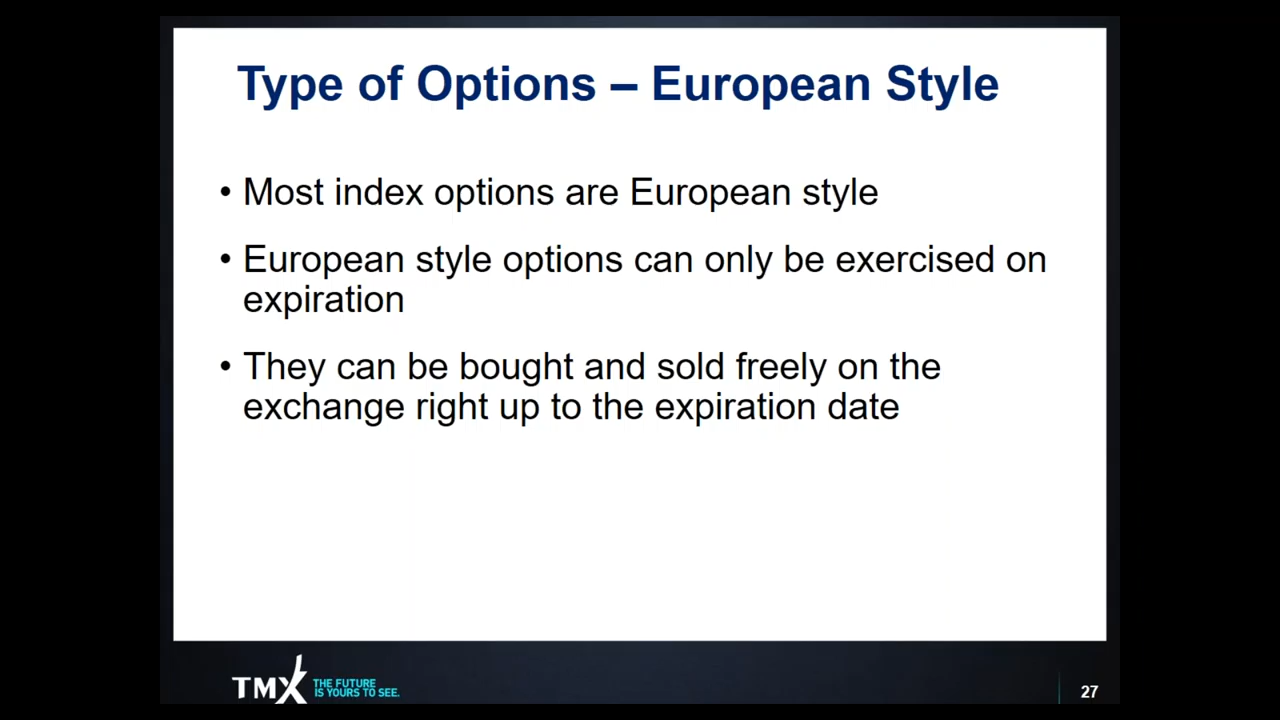 Type of Options – European Style
• Most index options are European style
• European style options can only be exercised on
expiration
• They can be bought and sold freely on the
exchange right up to the expiration date
TMX
THE FUTURE
IS YOURS TO SEE.
27